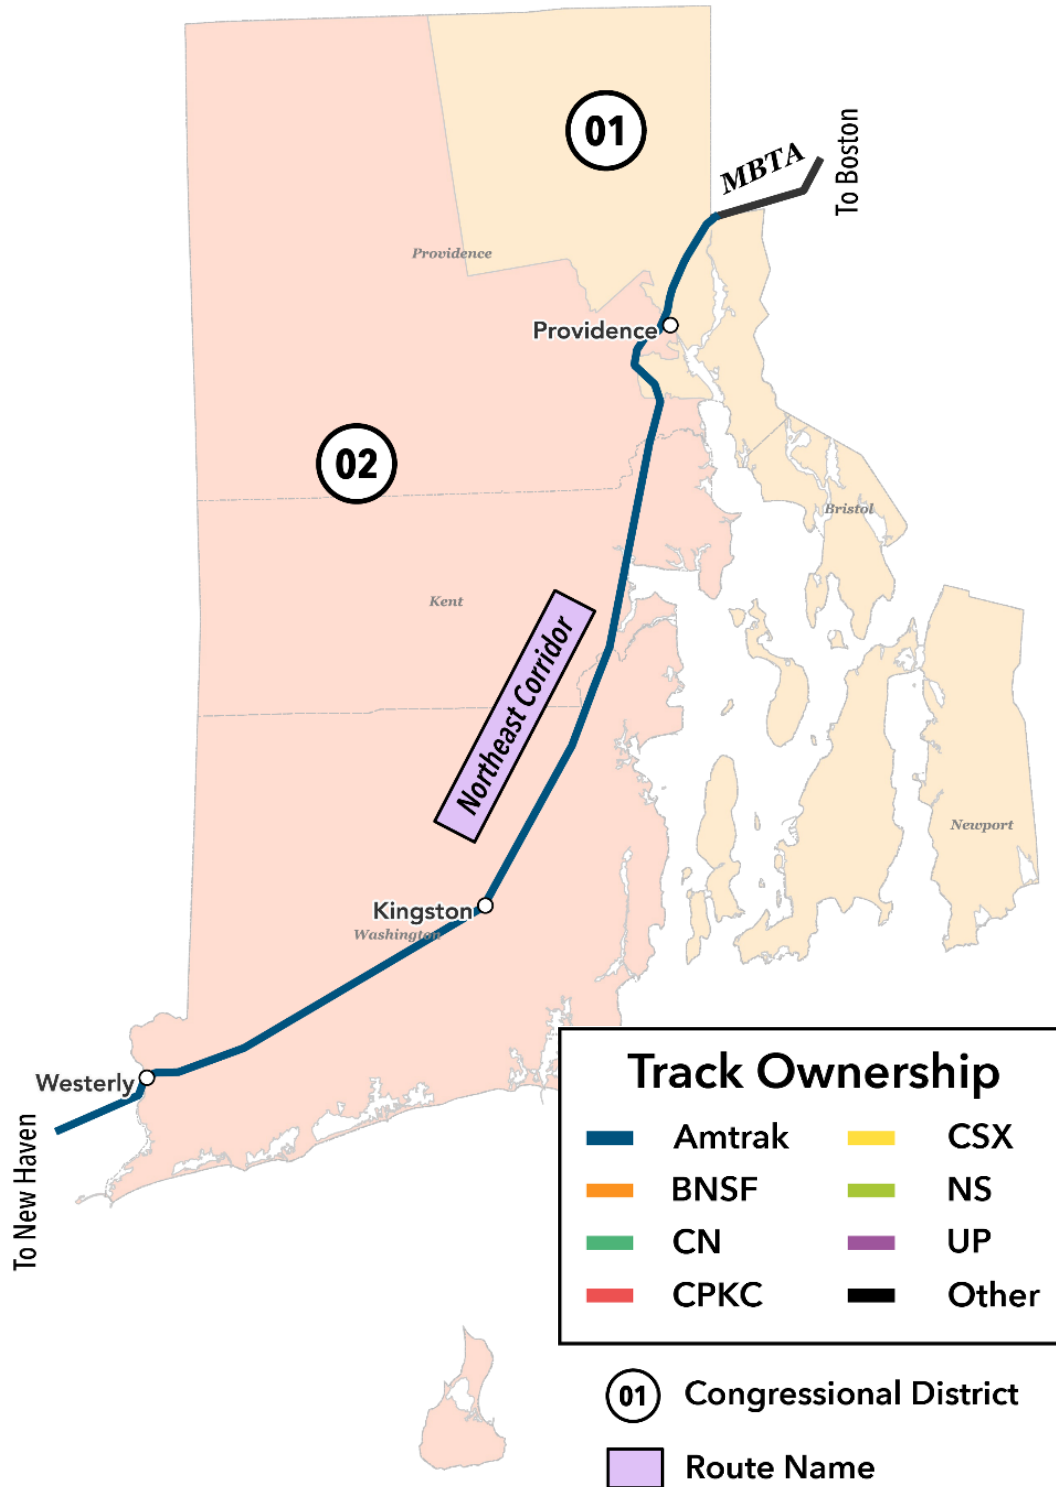 01
MBTA
To Boston
Providence
Providence
02
Bristol
Kent
Northeast Corridor
Newport
Kingston
Washington
Westerly
To New Haven
Track Ownership
Amtrak
CSX
BNSF
NS
CN
UP
CPKC
Other
01 Congressional District
Route Name